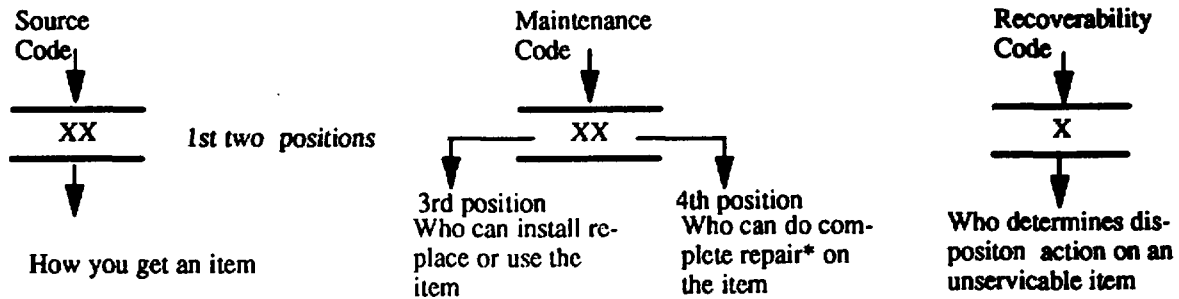 Source
Code
XX
1st two positions
How you get an item
Maintenance
Code
XX
3rd position
Who can install re-
place or use the
item
4th position
Who can do com-
plete repair* on
the item
Recoverability
Code
X
Who determines dis-
positon action on an
unservicable item